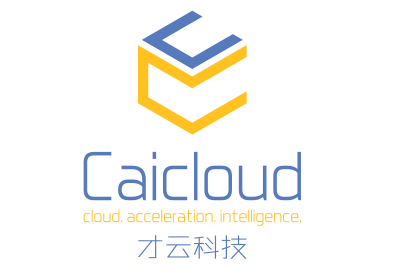 Caicloud
cloud. acceleration. intelligence.
才云科技